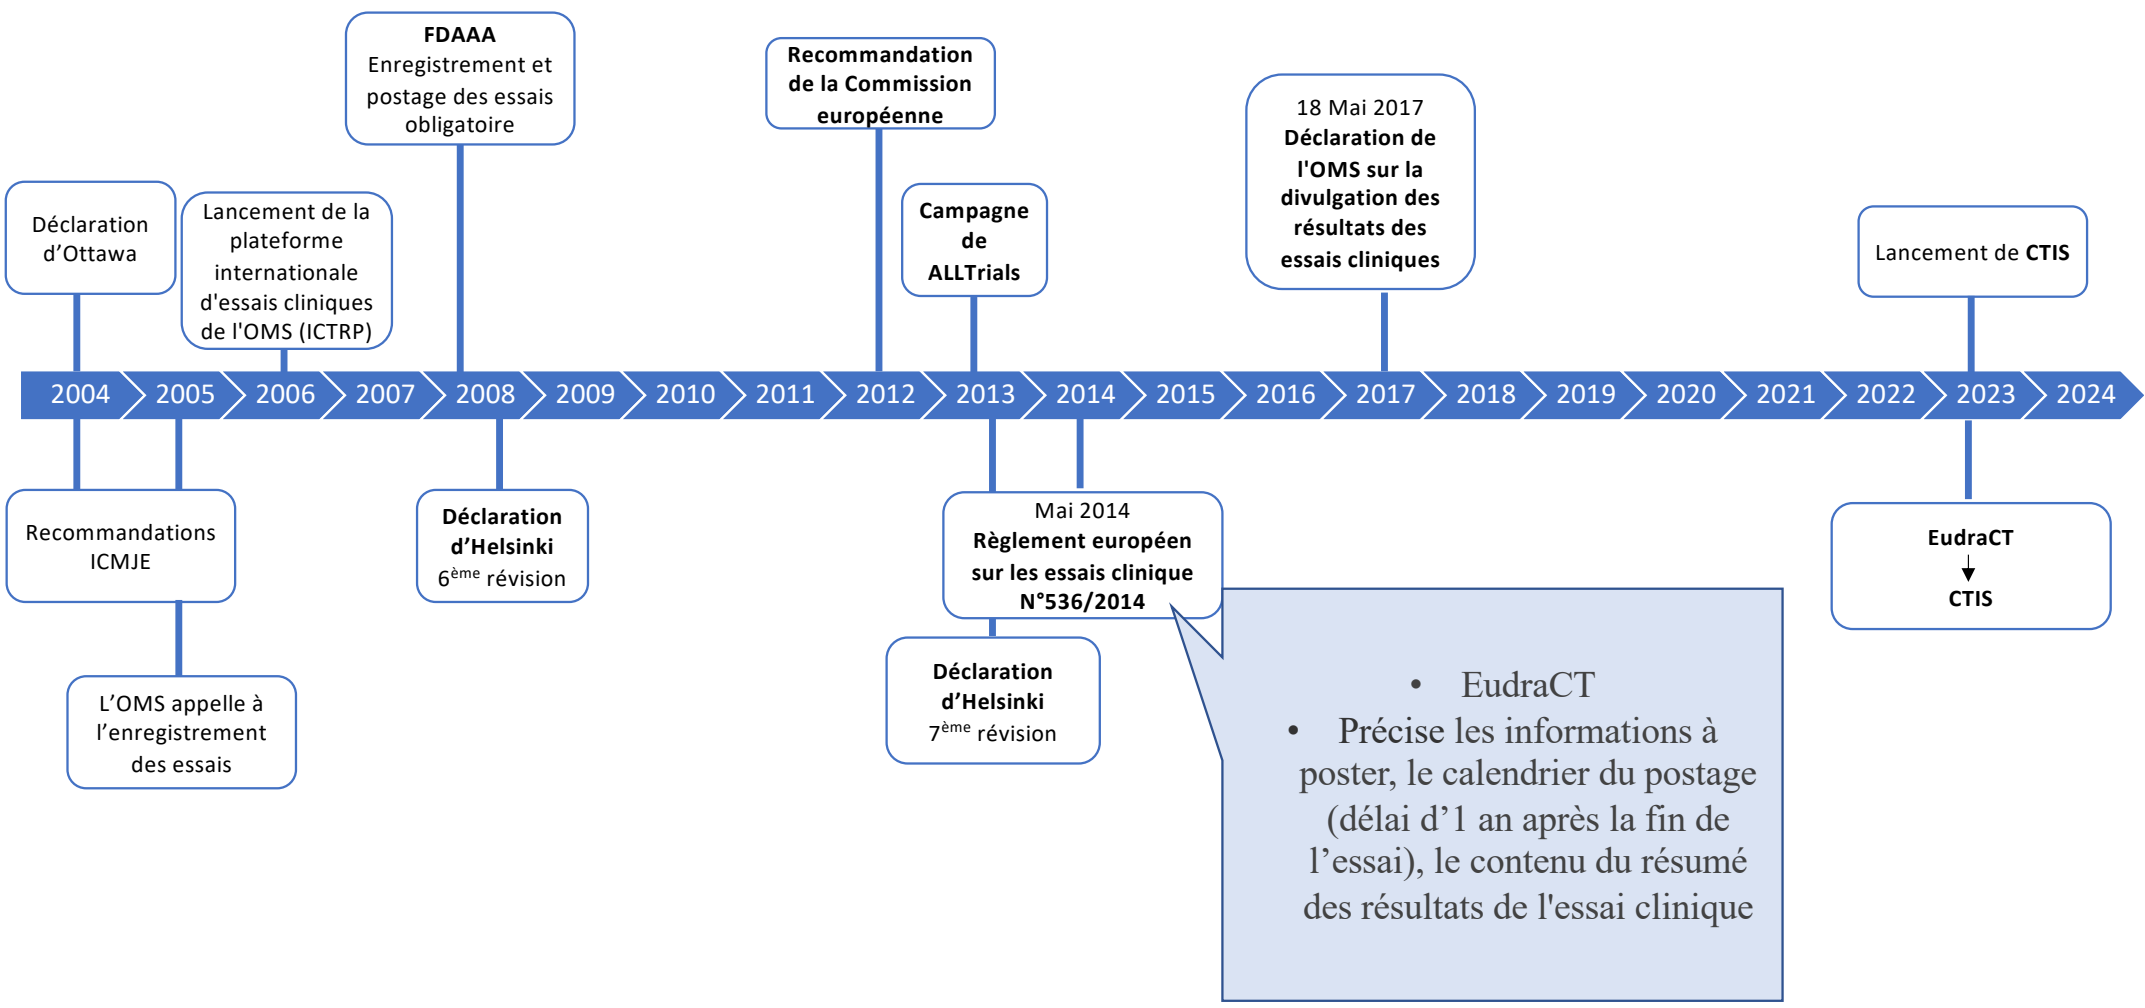 FDAAA
Enregistrement et
postage des essais
obligatoire
Recommandation
de la Commission
européenne
18 Mai 2017
Déclaration de
l'OMS sur la
divulgation des
résultats des
essais cliniques
Déclaration
d’Ottawa
Lancement de la
plateforme
internationale
d'essais cliniques
de l'OMS (ICTRP)
Campagne
de
ALLTrials
Lancement de CTIS
2004 2005 2006 2007 2008 2009 2010 2011 2012 2013 2014 2015 2016 2017 2018 2019 2020 2021 2022 2023 2024
Recommandations
ICMJE
Déclaration
d’Helsinki
6ème révision
Mai 2014
Règlement européen
sur les essais clinique
N°536/2014
EudraCT
CTIS
L’OMS appelle à
l’enregistrement
des essais
Déclaration
d’Helsinki
7ème révision
• EudraCT
• Précise les informations à
poster, le calendrier du postage
(délai d’1 an après la fin de
l’essai), le contenu du résumé
des résultats de l'essai clinique